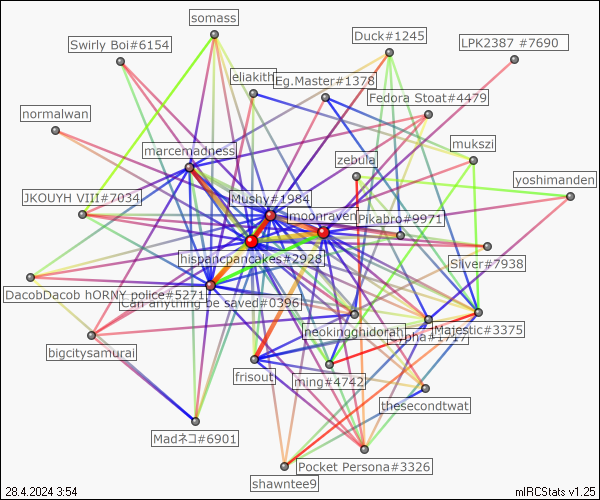 somass
Duck#1245
Swirly Boi#6154
LPK2387 #7690
eliakith
Eg.Master#1378
Fedora Stoat#4479
normalwan
mukszi
marcemadness
zebula
yoshimanden
JKOUYH VIII#7034
Mushy#1984
moonraven
Pikabro#9971
hispancpancakes#2928
Silver#7938
DacobDacob hORNY police#5271
Can anything be saved#0396
neokingghidorah
Majestic#3375
bigcitysamurai
frisout
ming#4742
thesecondtwat
Madネコ#6901
Pocket Persona#3326
shawntee9
28.4.2024 3:54
mIRCStats v1.25